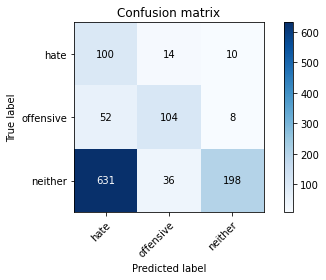 Confusion matrix
True label
hate
100 14 10
600
500
offensive
52 104 8
400
300
neither
631 36 198
200
100
hate offensive neither
Predicted label